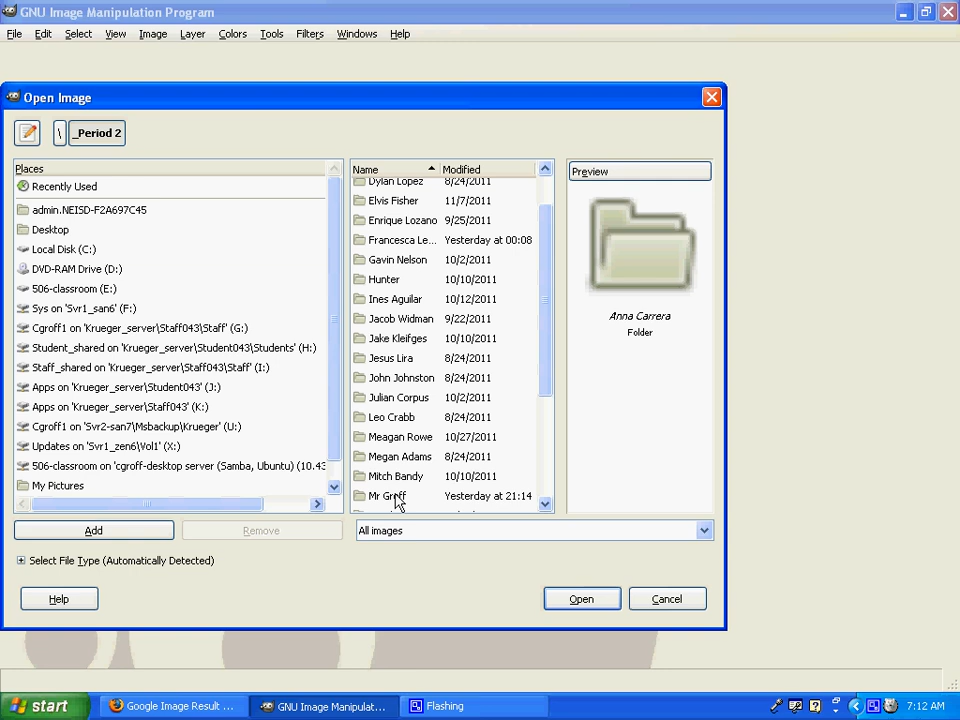 GNU Image Manipulation Program
File Edit Select View Image Layer Colors Tools Filters Windows Help
Open Image
\ _Period 2
Places
Recently Used
admin.NEISD-F2A697C45
Desktop
Local Disk (C:)
DVD-RAM Drive (D:)
506-classroom (E:)
Sys on 'Svr1_san6' (F:)
Cgroff1 on 'Krueger_server\Staff043\Staff' (G:)
Student_shared on 'Krueger_server\Student043\Students' (H:)
Staff_shared on 'Krueger_server\Staff043\Staff' (I:)
Apps on 'Krueger_server\Student043' (J:)
Apps on 'Krueger_server\Staff043' (K:)
Cgroff1 on 'Svr2-san7\Msbackup\Krueger' (U:)
Updates on 'Svr1_zen6\Vol1' (X:)
506-classroom on 'cgroff-desktop server (Samba, Ubuntu) (10.43
My Pictures
Name Modified
Dylan Lopez 8/24/2011
Elvis Fisher 11/7/2011
Enrique Lozano 9/25/2011
Francesca Le... Yesterday at 00:08
Gavin Nelson 10/2/2011
Hunter 10/10/2011
Ines Aguilar 10/12/2011
Jacob Widman 9/22/2011
Jake Kleifges 10/10/2011
Jesus Lira 8/24/2011
John Johnston 8/24/2011
Julian Corpus 10/2/2011
Leo Crabb 8/24/2011
Meagan Rowe 10/27/2011
Megan Adams 8/24/2011
Mitch Bandy 10/10/2011
Mr Groff Yesterday at 21:14
Preview
Anna Carrera
Folder
Add Remove All images
Select File Type (Automatically Detected)
Help Open Cancel
start Google Image Result ... GNU Image Manipulat... Flashing 7:12 AM